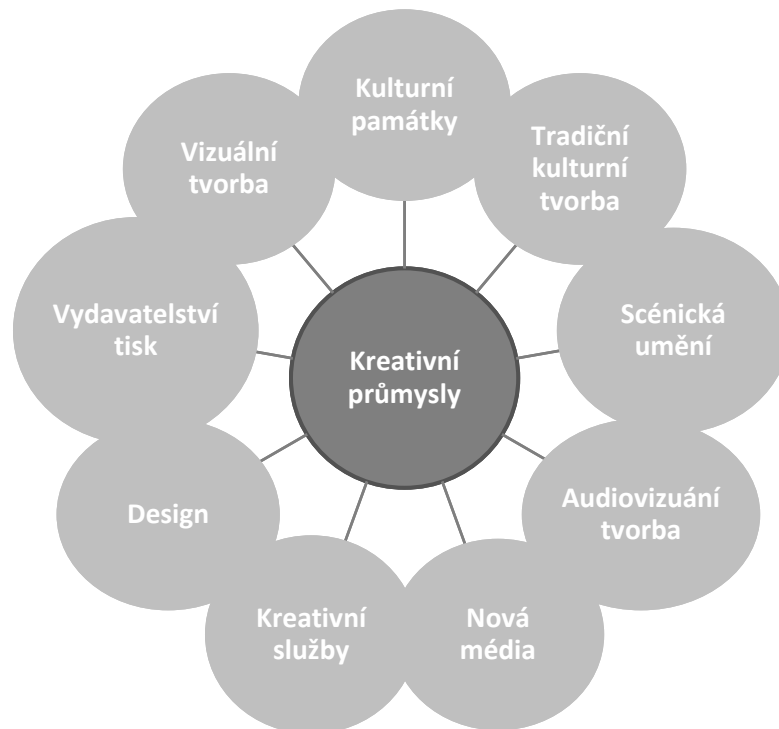 Kulturní
památky
Tradiční
kulturní
tvorba
Scénická
umění
Audiovizuání
tvorba
Nová
média
Kreativní
služby
Design
Vydavatelství
tisk
Vizuální
tvorba
Kreativní
průmysly